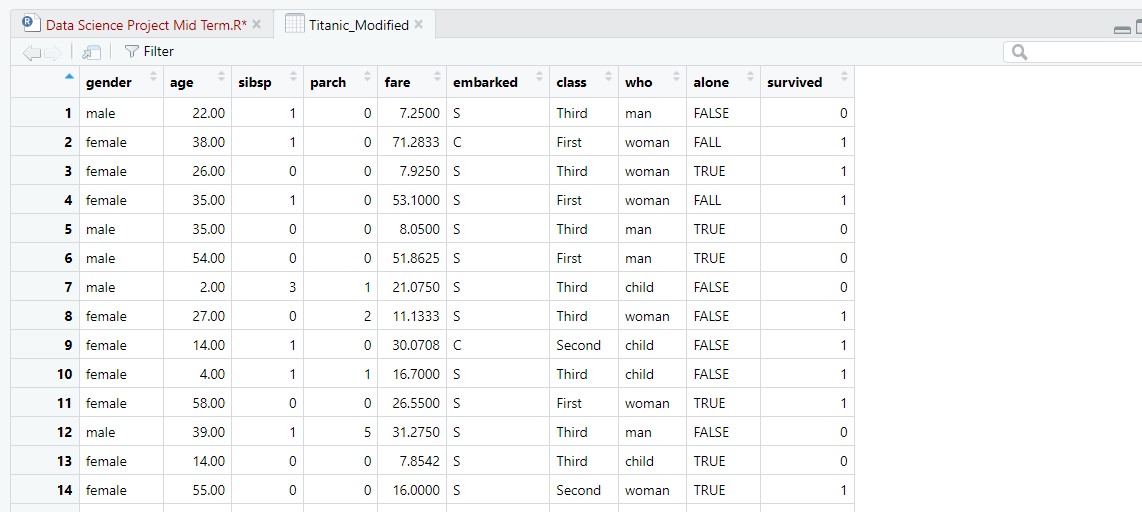 Data Science Project Mid Term.R* × Titanic_Modified ×
Filter
gender age sibsp parch fare embarked class who alone survived
1 male 22.00 1 0 7.2500 S Third man FALSE 0
2 female 38.00 1 0 71.2833 C First woman FALL 1
3 female 26.00 0 0 7.9250 S Third woman TRUE 1
4 female 35.00 1 0 53.1000 S First woman FALL 1
5 male 35.00 0 0 8.0500 S Third man TRUE 0
6 male 54.00 0 0 51.8625 S First man TRUE 0
7 male 2.00 3 1 21.0750 S Third child FALSE 0
8 female 27.00 0 2 11.1333 S Third woman FALSE 1
9 female 14.00 1 0 30.0708 C Second child FALSE 1
10 female 4.00 1 1 16.7000 S Third child FALSE 1
11 female 58.00 0 0 26.5500 S First woman TRUE 1
12 male 39.00 1 5 31.2750 S Third man FALSE 0
13 female 14.00 0 0 7.8542 S Third child TRUE 0
14 female 55.00 0 0 16.0000 S Second woman TRUE 1